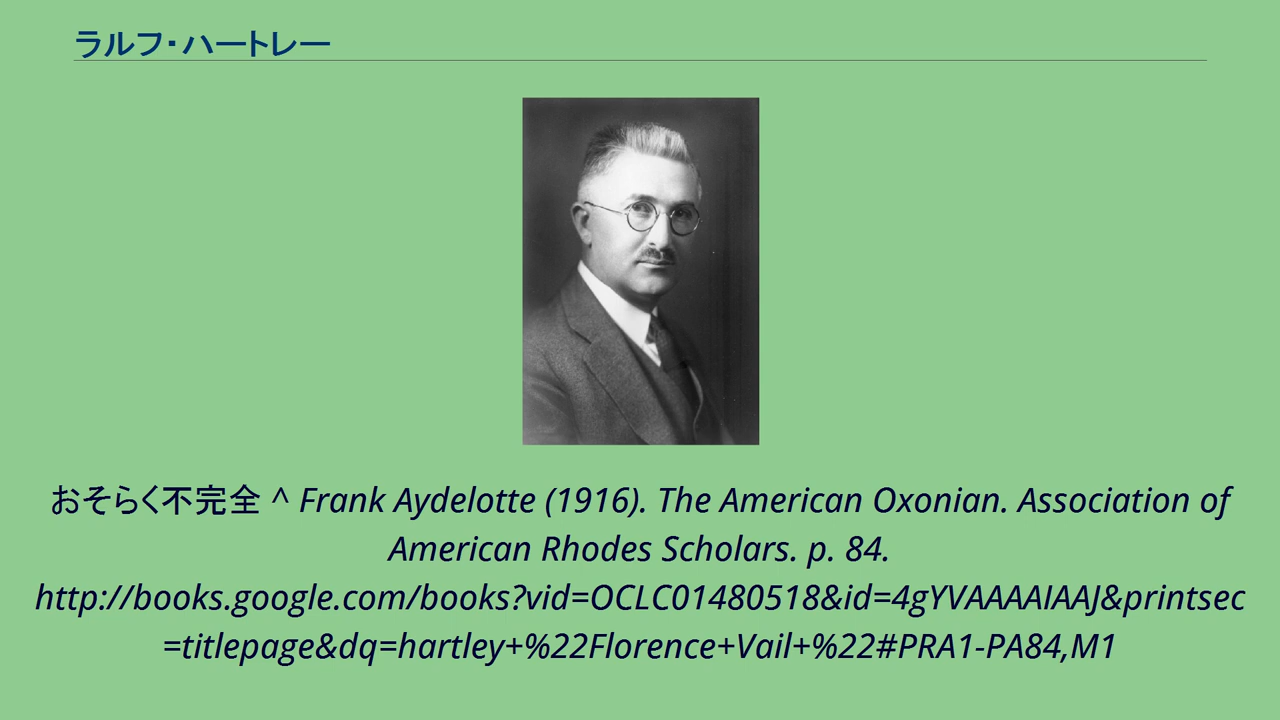 ラルフ・ハートレー
おそらく不完全 ^ Frank Aydelotte (1916). The American Oxonian. Association of
American Rhodes Scholars. p. 84.
http://books.google.com/books?vid=OCLC01480518&id=4gYVAAAAIAAJ&printsec
=titlepage&dq=hartley+%22Florence+Vail+%22#PRA1-PA84,M1